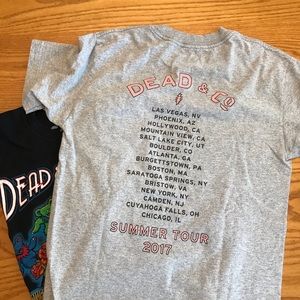 DEAD & CO
LAS VEGAS, NV
PHOENIX, AZ
HOLLYWOOD, CA
MOUNTAIN VIEW, CA
SALT LAKE CITY, UT
BOULDER, CO
ATLANTA, GA
BURGETTSTOWN, PA
BOSTON, MA
SARATOGA SPRINGS, NY
BRISTOW, VA
NEW YORK, NY
CAMDEN, NJ
CUYAHOGA FALLS, OH
CHICAGO, IL
SUMMER TOUR
2017
DEAD